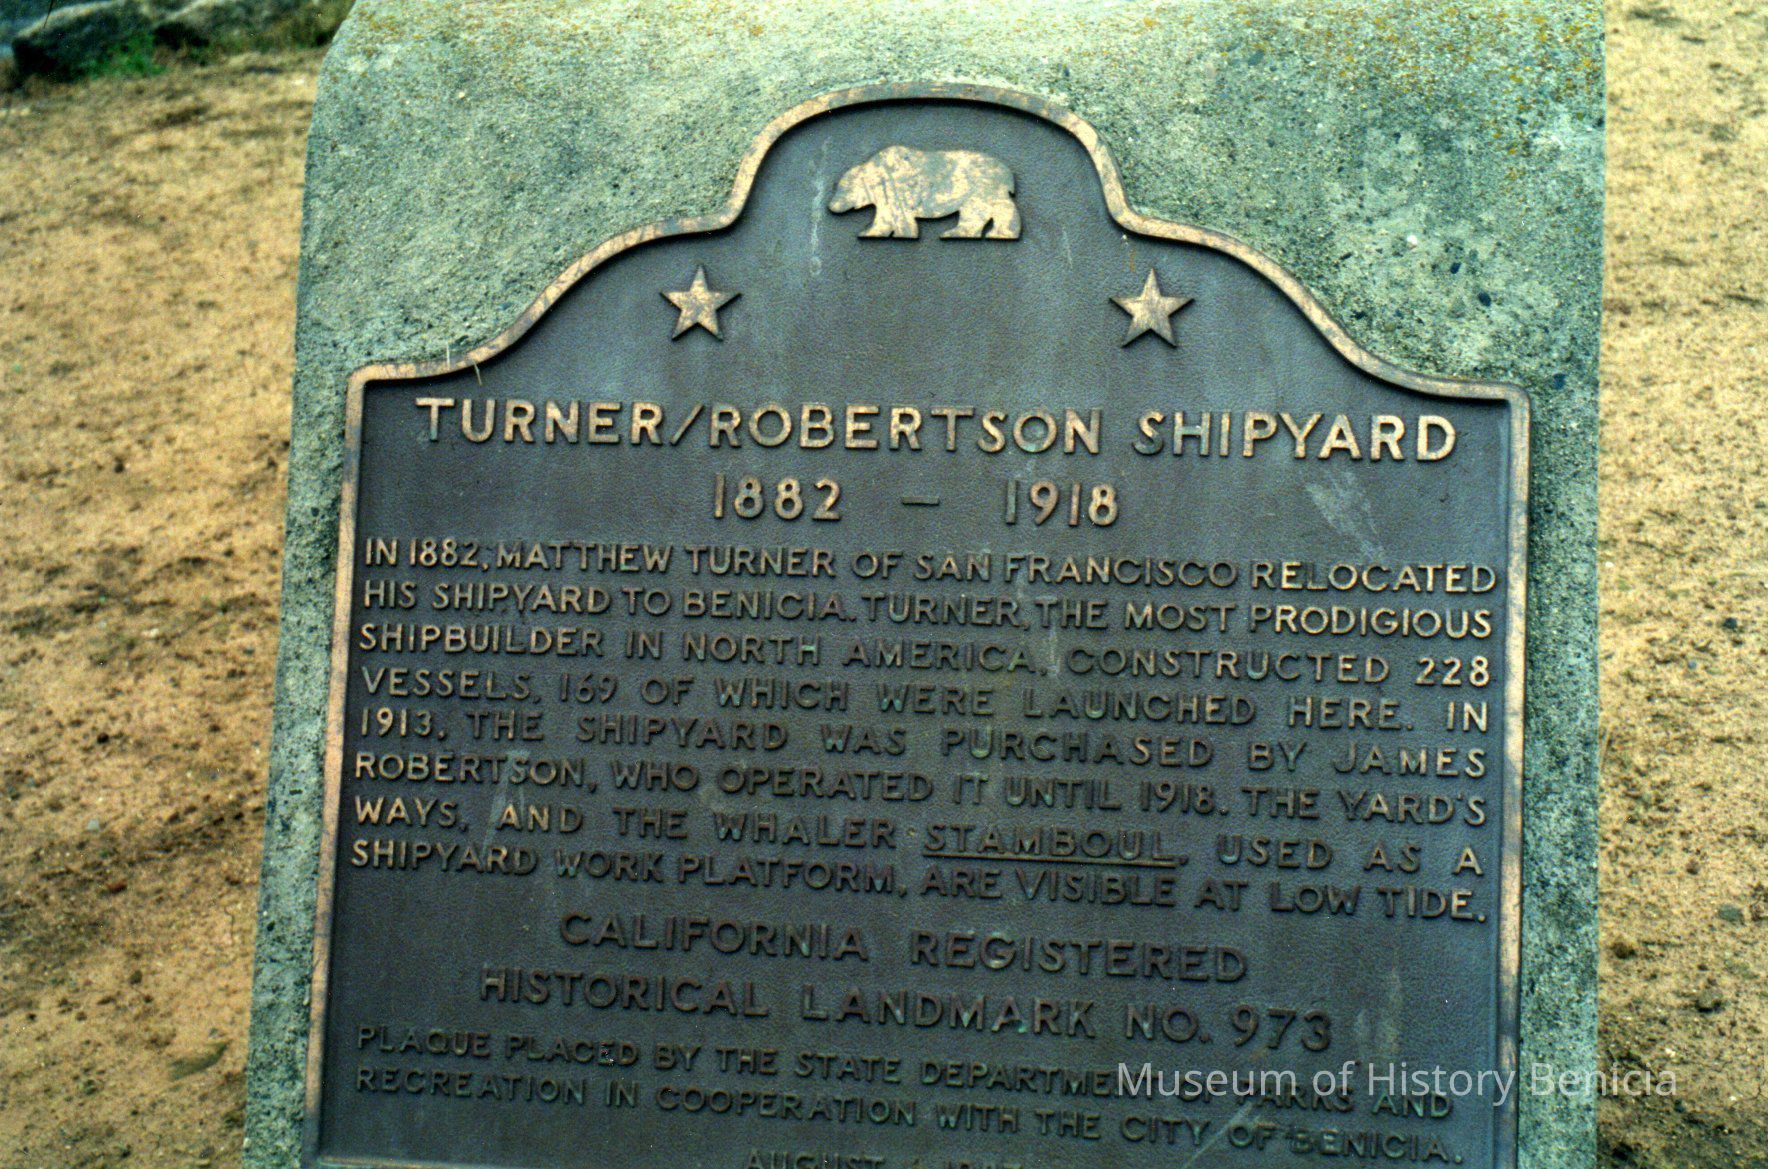 TURNER/ROBERTSON SHIPYARD
1882 – 1918
IN 1882, MATTHEW TURNER OF SAN FRANCISCO RELOCATED
HIS SHIPYARD TO BENICIA. TURNER, THE MOST PRODIGIOUS
SHIPBUILDER IN NORTH AMERICA, CONSTRUCTED 228
VESSELS, 169 OF WHICH WERE LAUNCHED HERE. IN
1913, THE SHIPYARD WAS PURCHASED BY JAMES
ROBERTSON, WHO OPERATED IT UNTIL 1918. THE YARD'S
WAYS, AND THE WHALER STAMBOUL, USED AS A
SHIPYARD WORK PLATFORM, ARE VISIBLE AT LOW TIDE.
CALIFORNIA REGISTERED
HISTORICAL LANDMARK NO. 973
PLAQUE PLACED BY THE STATE DEPARTMENT OF PARKS AND
RECREATION IN COOPERATION WITH THE CITY OF BENICIA.
AUGUST
Museum of History Benicia